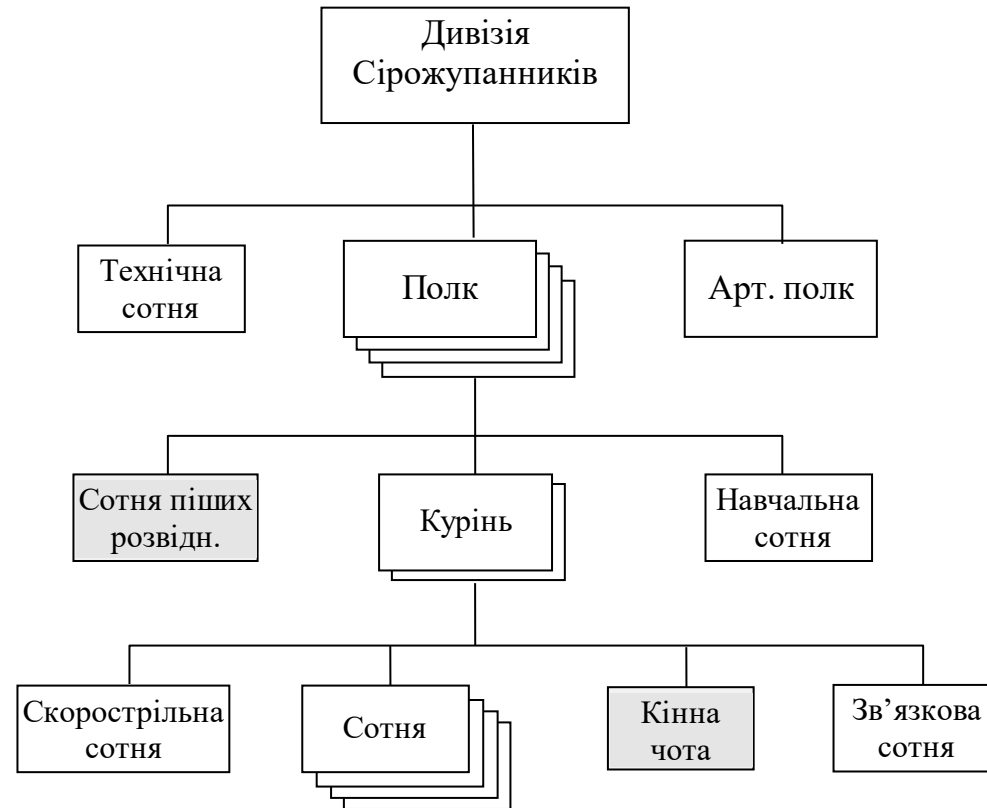 Дивізія
Сірожупанників
Технічна
сотня
Полк
Арт. полк
Сотня піших
розвідн.
Курінь
Навчальна
сотня
Скорострільна
сотня
Сотня
Кінна
чота
Зв’язкова
сотня